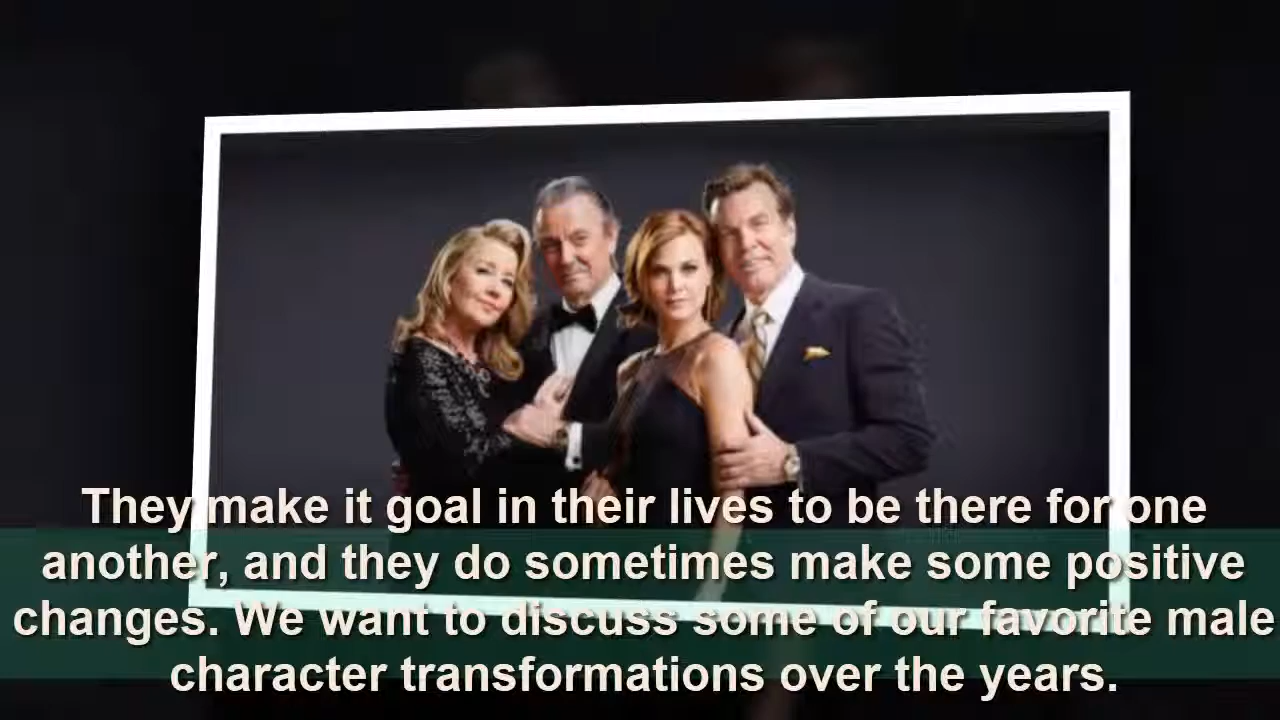 They make it goal in their lives to be there for one
another, and they do sometimes make some positive
changes. We want to discuss some of our favorite male
character transformations over the years.